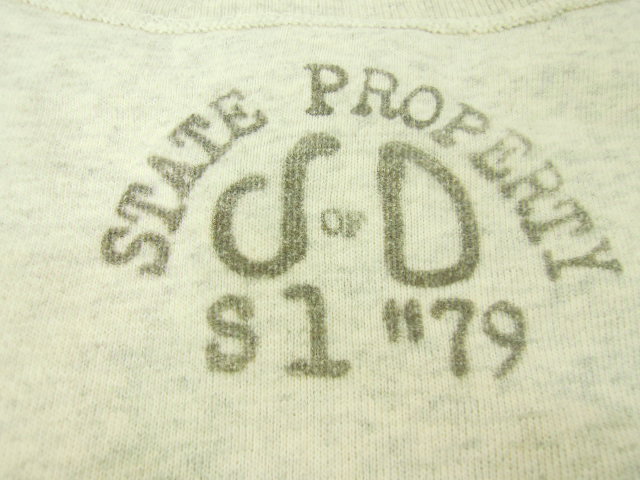 STATE PROPERTY
S OF D
S1 "79